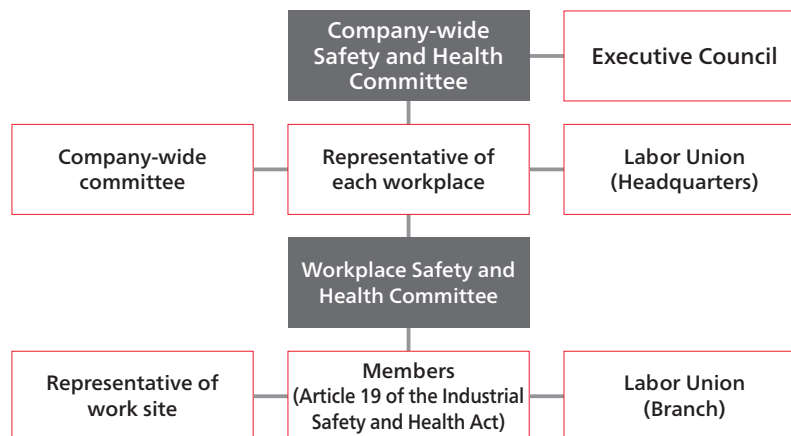 Company-wide
Safety and Health
Committee
Executive Council
Company-wide
committee
Representative of
each workplace
Labor Union
(Headquarters)
Workplace Safety and
Health Committee
Representative of
work site
Members
(Article 19 of the Industrial
Safety and Health Act)
Labor Union
(Branch)